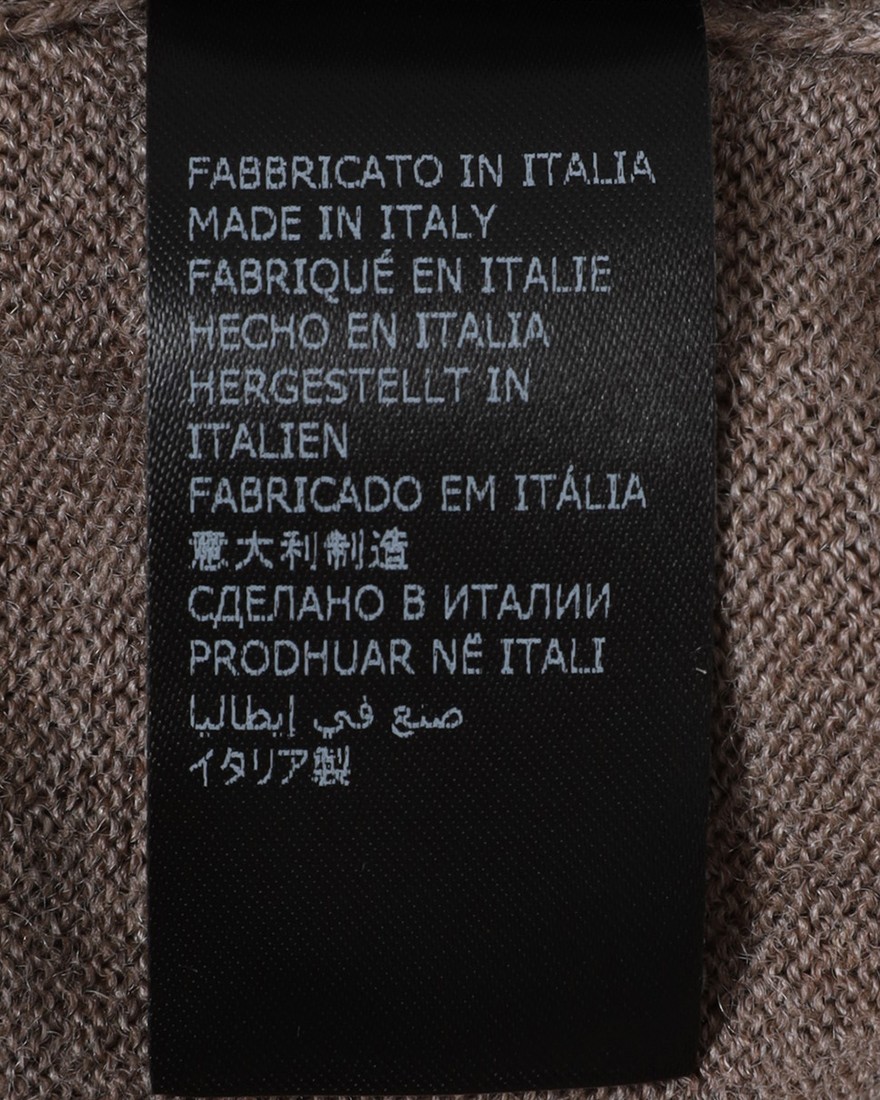 FABBRICATO IN ITALIA
MADE IN ITALY
FABRIQUÉ EN ITALIE
HECHO EN ITALIA
HERGESTELLT IN
ITALIEN
FABRICADO EM ITÁLIA
意大利制造
СДЕЛАНО В ИТАЛИИ
PRODHUAR NË ITALI
صنع في إيطاليا
イタリア製